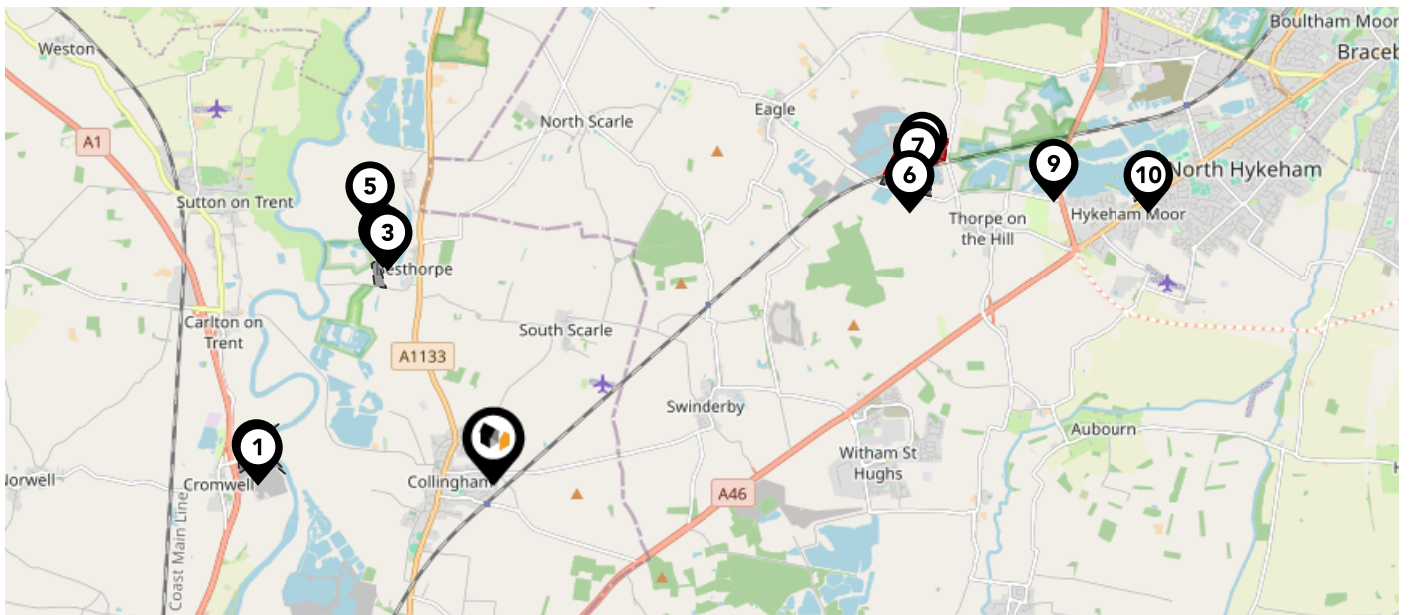 Boultham Moor
Weston
Braceb
A1
North Scarle
Eagle
7
6
9
10
North Hykeham
5
Sutton on Trent
3
Hykeham Moor
Thorpe on
the Hill
esthorpe
Carlton on
Trent
South Scarle
A1133
Swinderby
1
Aubourn
Witham St
Hughs
Norwell
Cromwell
Collingham
A46
H
Coast Main Line